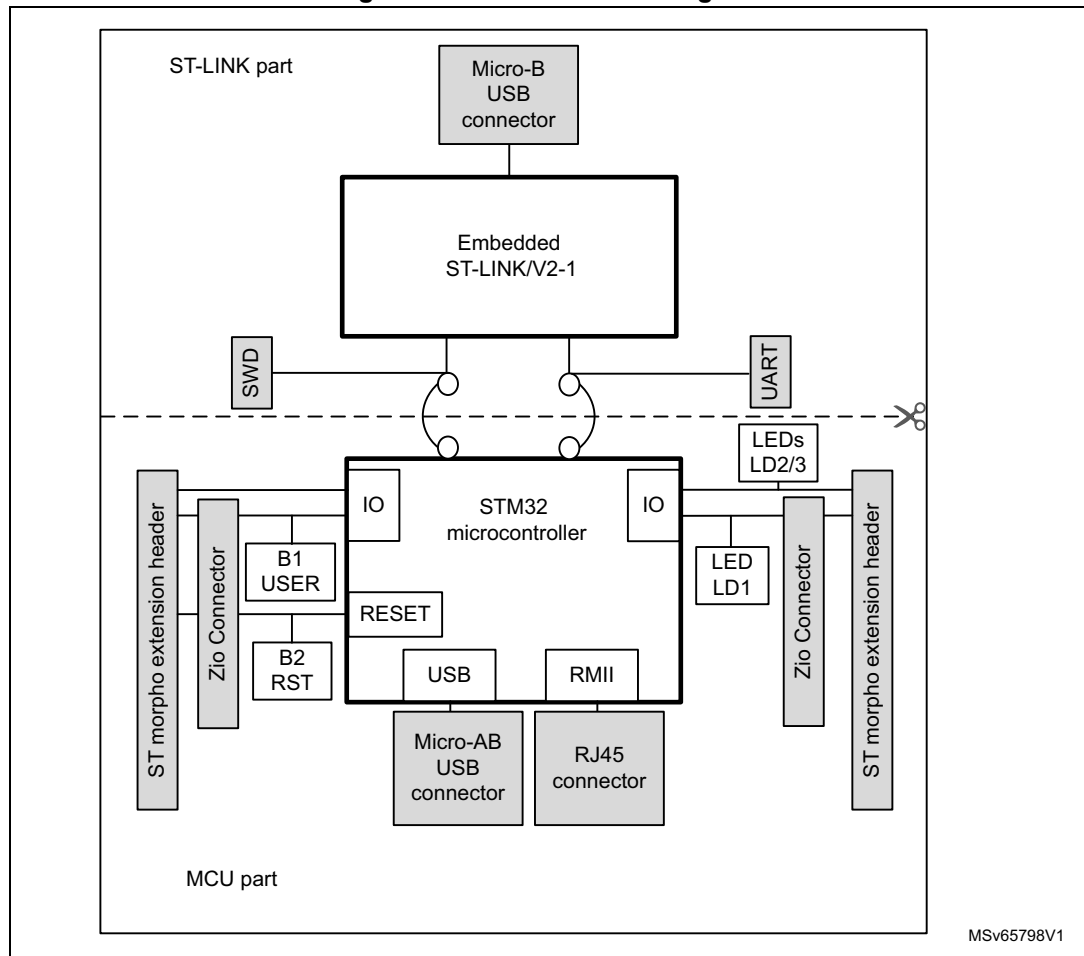 ST-LINK part
Micro-B
USB
connector
Embedded
ST-LINK/V2-1
SWD
UART
LEDs
LD2/3
IO
STM32
microcontroller
IO
ST morpho extension header
Zio Connector
B1
USER
LED
LD1
Zio Connector
ST morpho extension header
RESET
B2
RST
USB
RMII
Micro-AB
USB
connector
RJ45
connector
MCU part
MSv65798V1